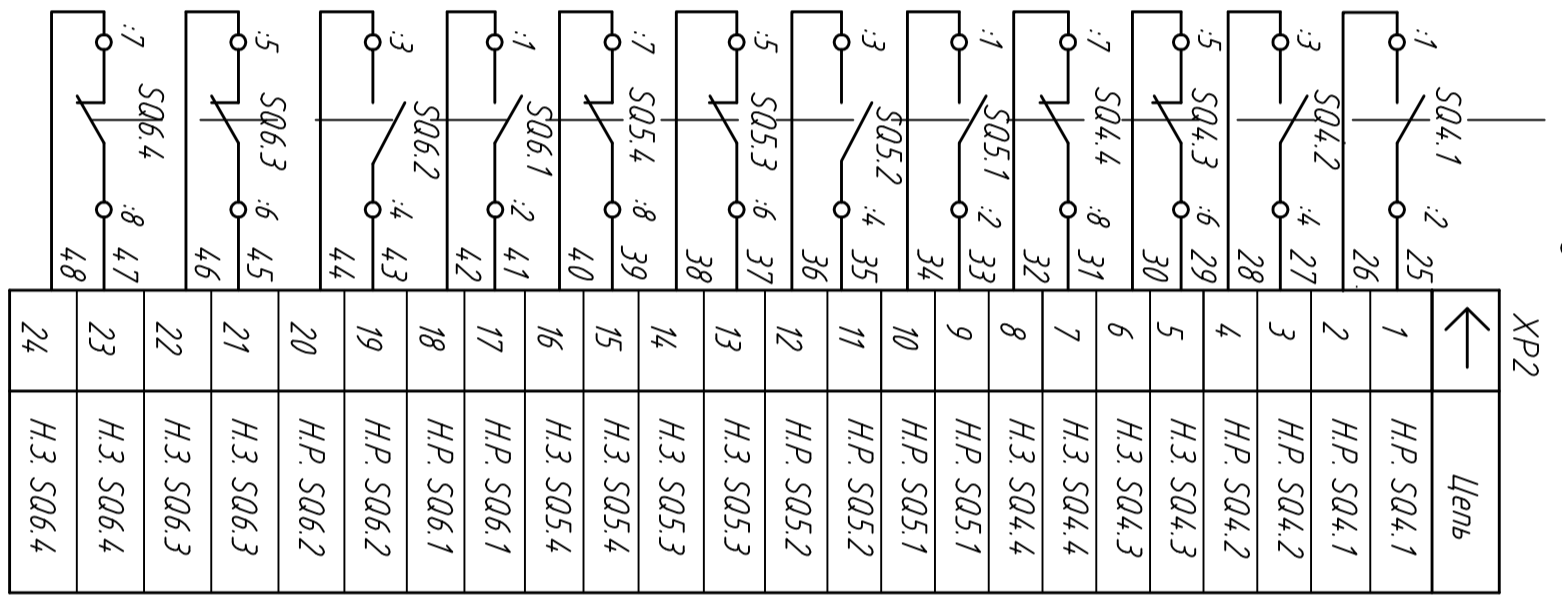 XP2
← Цепь
1 Н.Р. SQ4.1
2 Н.Р. SQ4.1
3 Н.Р. SQ4.2
4 Н.Р. SQ4.2
5 Н.З. SQ4.3
6 Н.З. SQ4.3
7 Н.З. SQ4.4
8 Н.З. SQ4.4
9 Н.Р. SQ5.1
10 Н.Р. SQ5.1
11 Н.Р. SQ5.2
12 Н.Р. SQ5.2
13 Н.З. SQ5.3
14 Н.З. SQ5.3
15 Н.З. SQ5.4
16 Н.З. SQ5.4
17 Н.Р. SQ6.1
18 Н.Р. SQ6.1
19 Н.Р. SQ6.2
20 Н.Р. SQ6.2
21 Н.З. SQ6.3
22 Н.З. SQ6.3
23 Н.З. SQ6.4
24 Н.З. SQ6.4
:1 SQ4.1 :2 25
26
:3 SQ4.2 :4 27
28
:5 SQ4.3 :6 29
30
:7 SQ4.4 :8 31
32
:1 SQ5.1 :2 33
34
:3 SQ5.2 :4 35
36
:5 SQ5.3 :6 37
38
:7 SQ5.4 :8 39
40
:1 SQ6.1 :2 41
42
:3 SQ6.2 :4 43
44
:5 SQ6.3 :6 45
46
:7 SQ6.4 :8 47
48